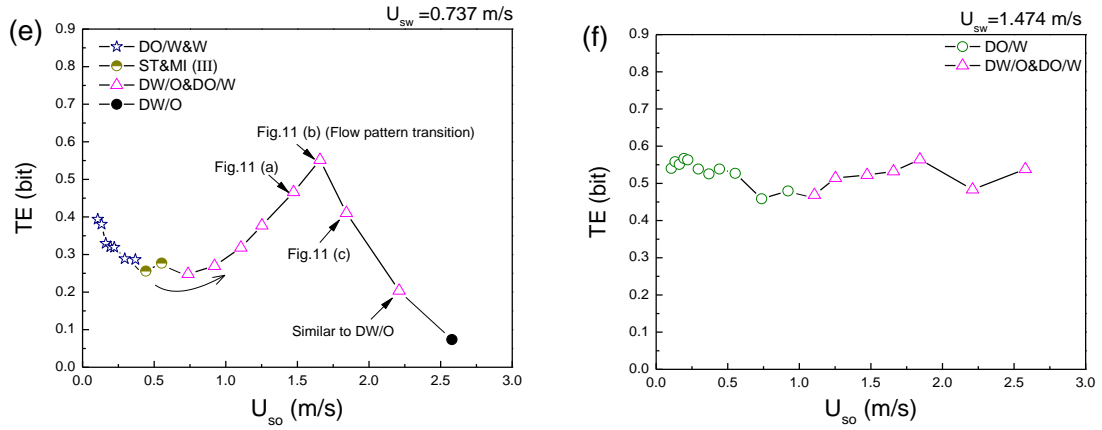 (e)
U_sw=0.737 m/s
DO/W&W
ST&MI (III)
DW/O&DO/W
DW/O
Fig.11 (b) (Flow pattern transition)
Fig.11 (a)
Fig.11 (c)
Similar to DW/O
TE (bit)
0.9
0.8
0.7
0.6
0.5
0.4
0.3
0.2
0.1
0.0
0.0 0.5 1.0 1.5 2.0 2.5 3.0
U_so (m/s)
(f)
U_sw=1.474 m/s
DO/W
DW/O&DO/W
TE (bit)
0.9
0.8
0.7
0.6
0.5
0.4
0.3
0.2
0.1
0.0
0.0 0.5 1.0 1.5 2.0 2.5 3.0
U_so (m/s)